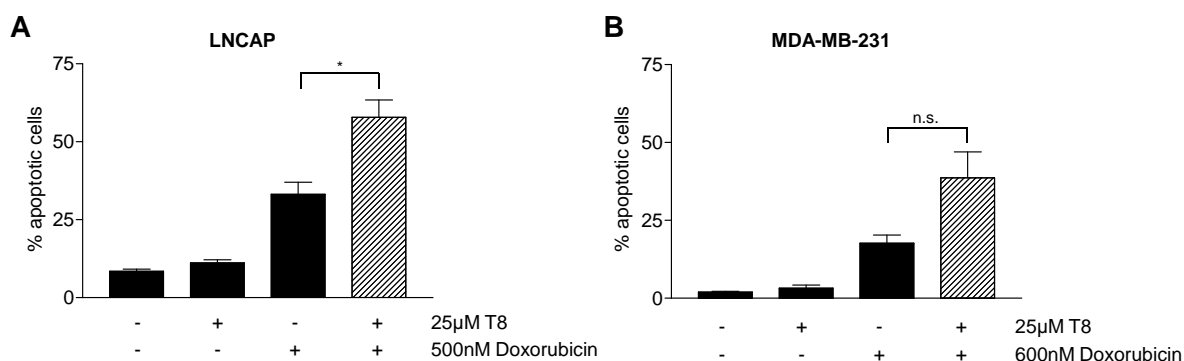 A
LNCAP
% apoptotic cells
75
50
25
0
*
- + - + 25µM T8
- - + + 500nM Doxorubicin
B
MDA-MB-231
% apoptotic cells
75
50
25
0
n.s.
- + - + 25µM T8
- - + + 600nM Doxorubicin